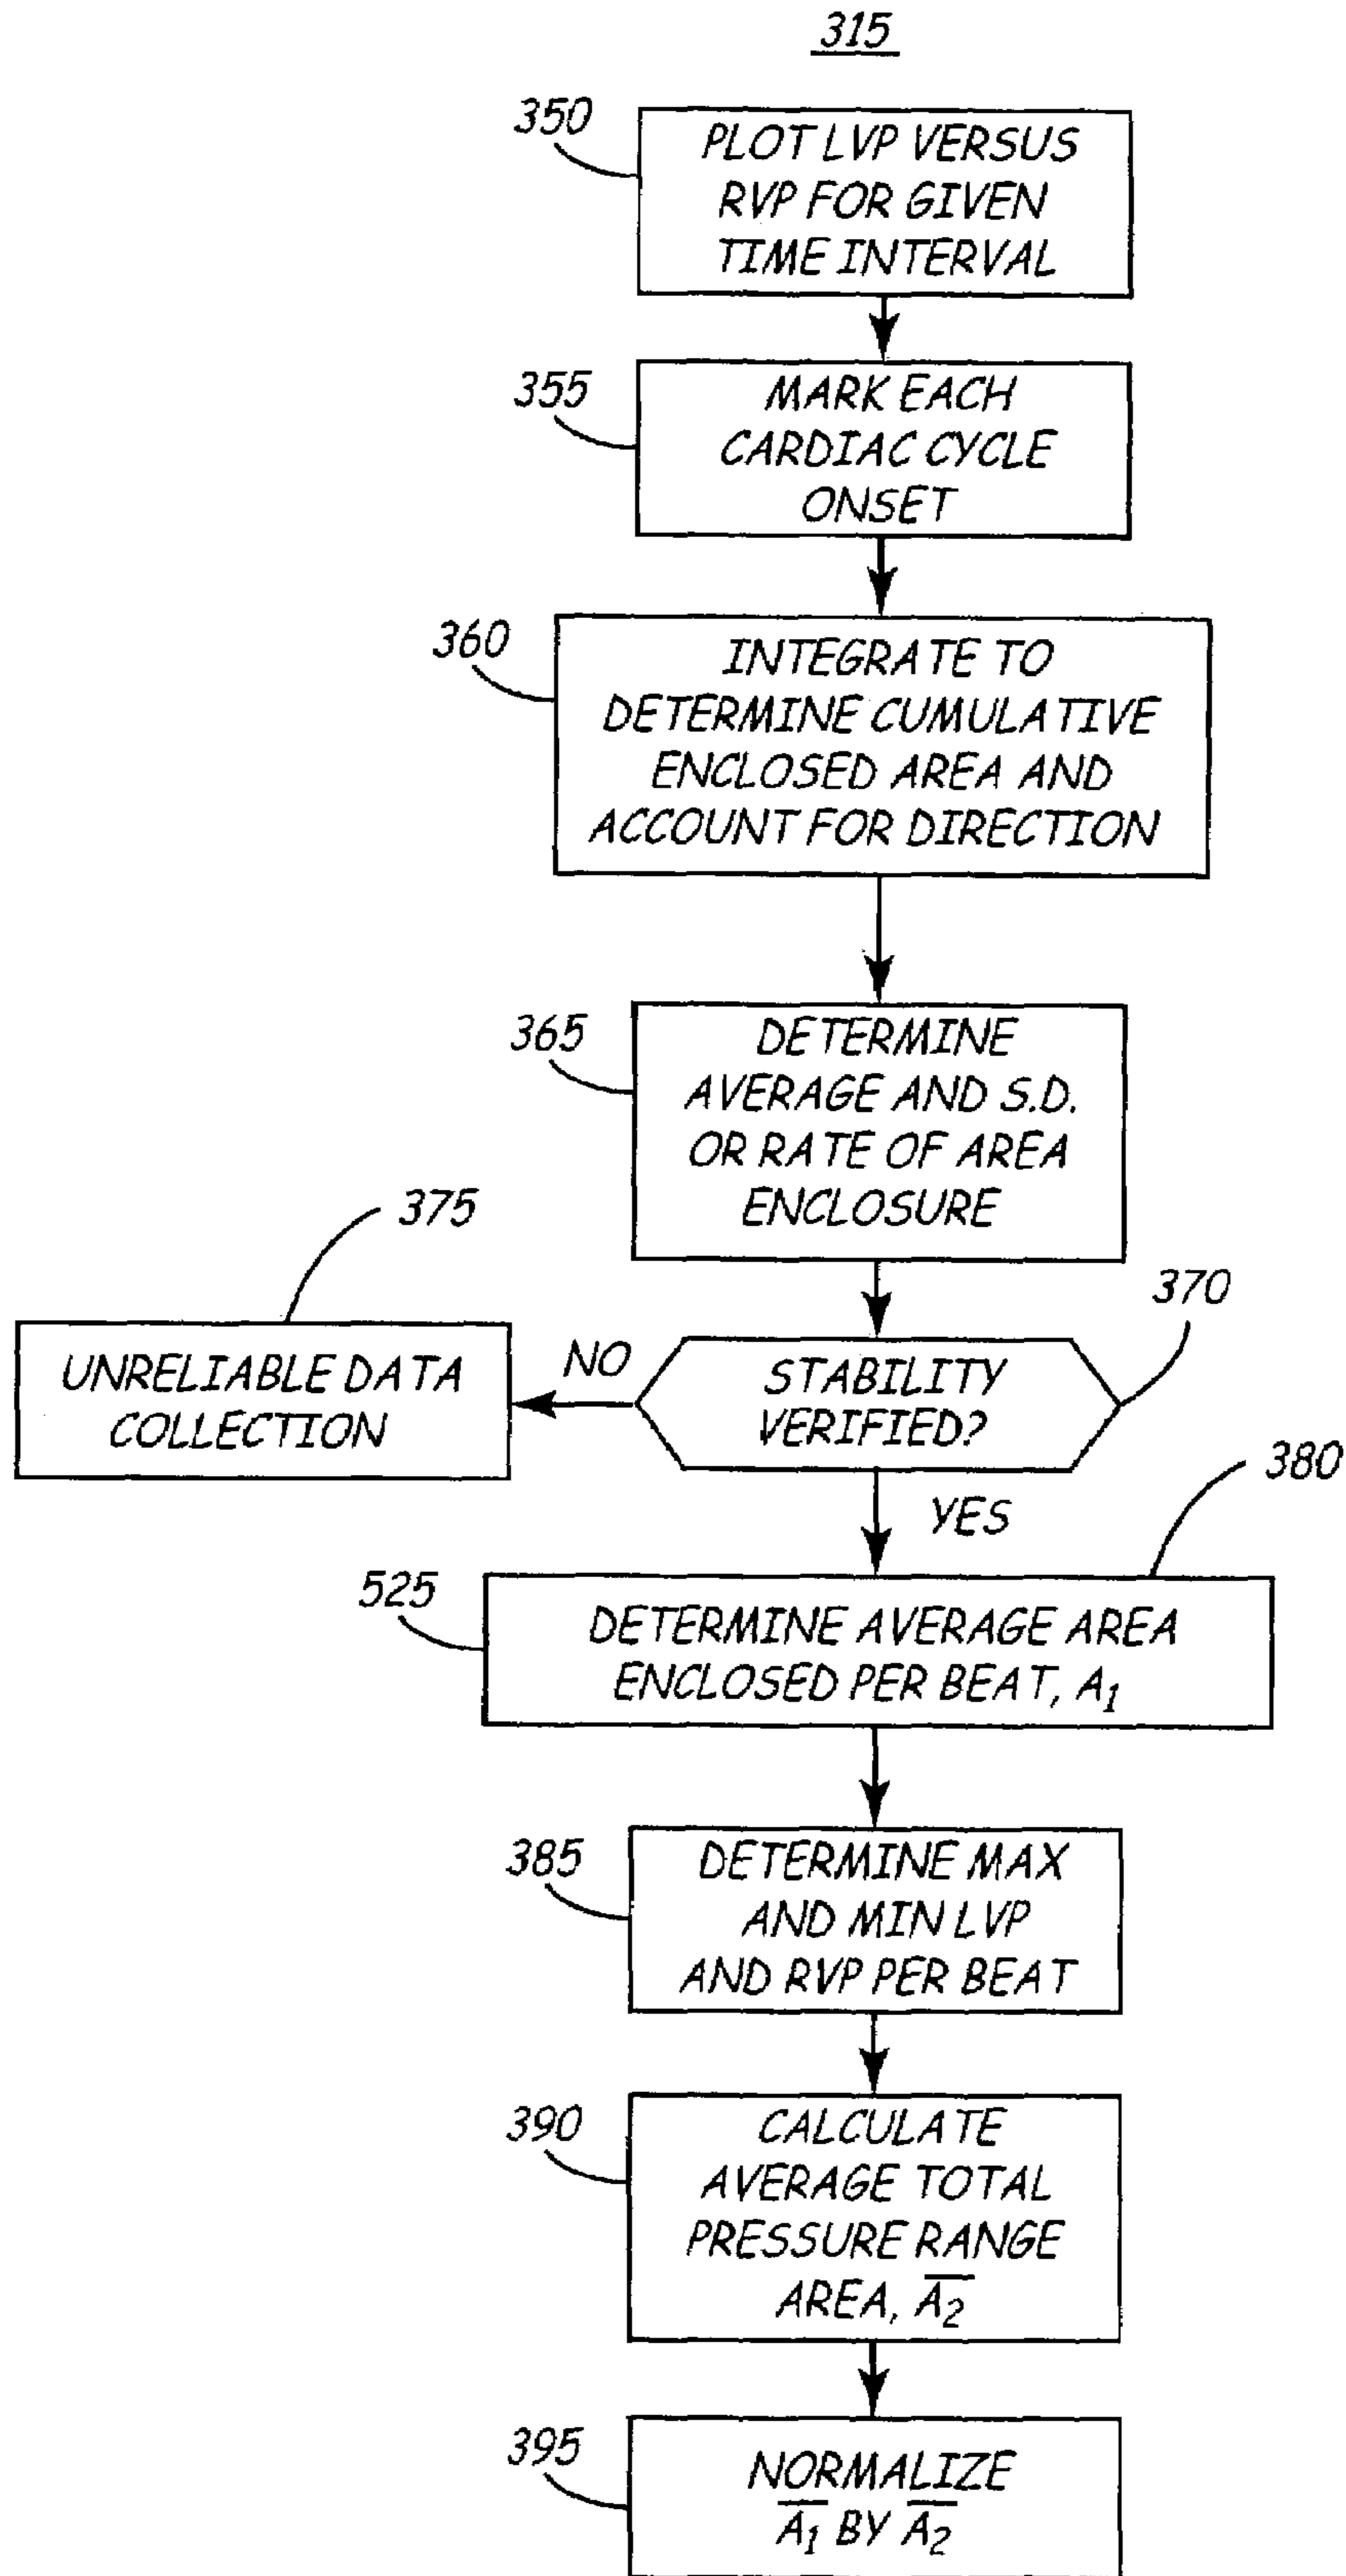 315
350
PLOT LVP VERSUS
RVP FOR GIVEN
TIME INTERVAL
355
MARK EACH
CARDIAC CYCLE
ONSET
360
INTEGRATE TO
DETERMINE CUMULATIVE
ENCLOSED AREA AND
ACCOUNT FOR DIRECTION
365
DETERMINE
AVERAGE AND S.D.
OR RATE OF AREA
ENCLOSURE
375
UNRELIABLE DATA
COLLECTION
NO
370
STABILITY
VERIFIED?
YES
380
525
DETERMINE AVERAGE AREA
ENCLOSED PER BEAT, A₁
385
DETERMINE MAX
AND MIN LVP
AND RVP PER BEAT
390
CALCULATE
AVERAGE TOTAL
PRESSURE RANGE
AREA, A̅₂
395
NORMALIZE
A̅₁ BY A̅₂